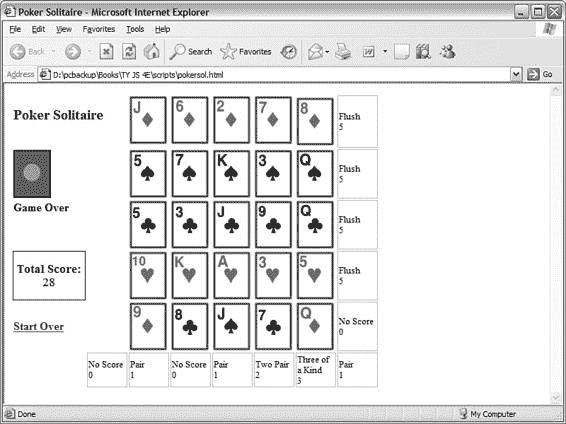 Poker Solitaire - Microsoft Internet Explorer
File Edit View Favorites Tools Help
Back Search Favorites
Address D:\pcbackup\Books\TY JS 4E\scripts\pokersol.html Go
Poker Solitaire
J 6 2 7 8
Flush
5
5 7 K 3 Q
Flush
5
Game Over
5 3 J 9 Q
Flush
5
Total Score:
28
10 K A 3 5
Flush
5
Start Over
9 8 J 7 Q
No Score
0
No Score
0
Pair
1
No Score
0
Pair
1
Two Pair
2
Three of
a Kind
3
Pair
1
Done My Computer